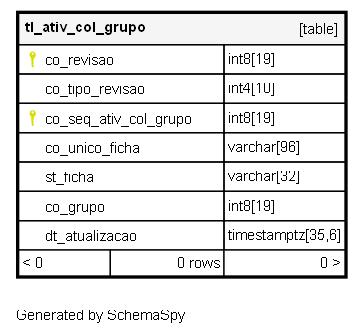 tl_ativ_col_grupo [table]
co_revisao int8[19]
co_tipo_revisao int4[10]
co_seq_ativ_col_grupo int8[19]
co_unico_ficha varchar[96]
st_ficha varchar[32]
co_grupo int8[19]
dt_atualizacao timestamptz[35,6]
< 0 0 rows 0 >
Generated by SchemaSpy